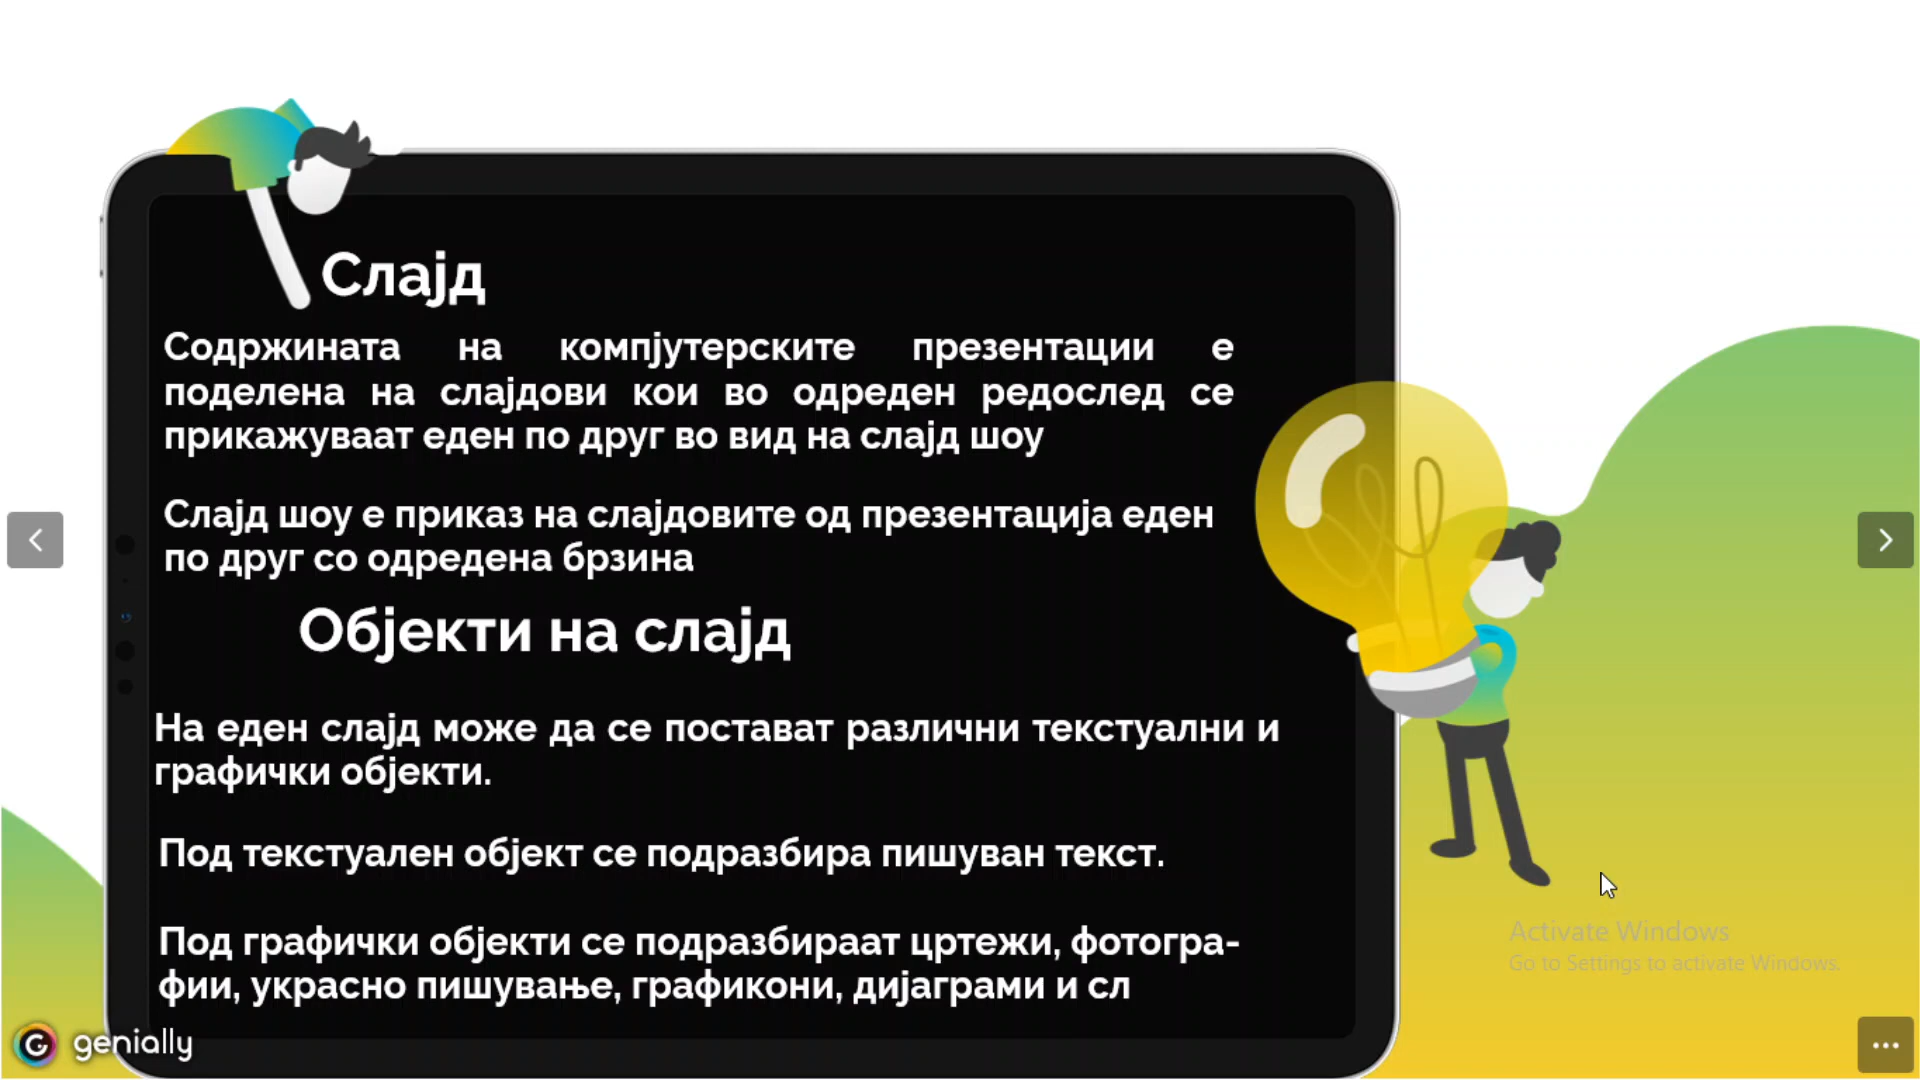 Слајд
Содржината на компјутерските презентации е
поделена на слајдови кои во одреден редослед се
прикажуваат еден по друг во вид на слајд шоу
Слајд шоу е приказ на слајдовите од презентација еден
по друг со одредена брзина
Објекти на слајд
На еден слајд може да се постават различни текстуални и
графички објекти.
Под текстуален објект се подразбира пишуван текст.
Под графички објекти се подразбираат цртежи, фотогра-
фии, украсно пишување, графикони, дијаграми и сл
Activate Windows
Go to Settings to activate Windows.
genially